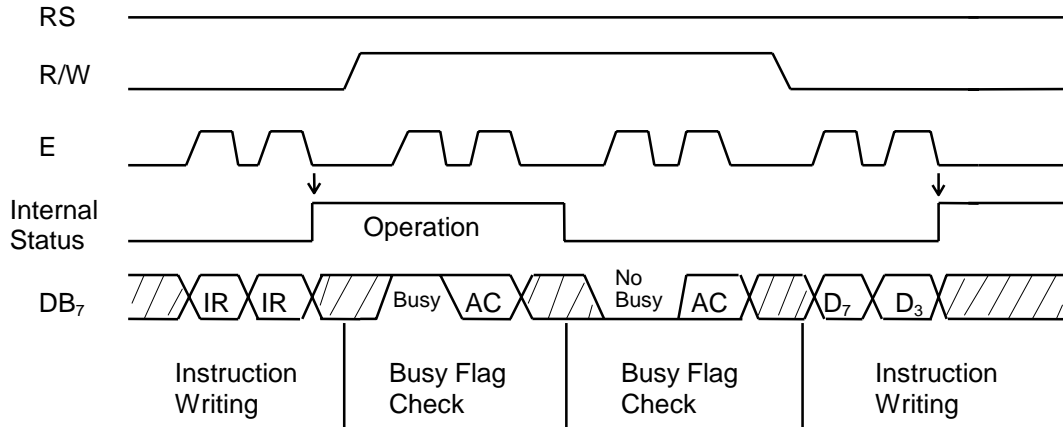 RS
R/W
E
Internal
Status
Operation
DB₇
IR
IR
Busy
AC
No
Busy
AC
D₇
D₃
Instruction
Writing
Busy Flag
Check
Busy Flag
Check
Instruction
Writing